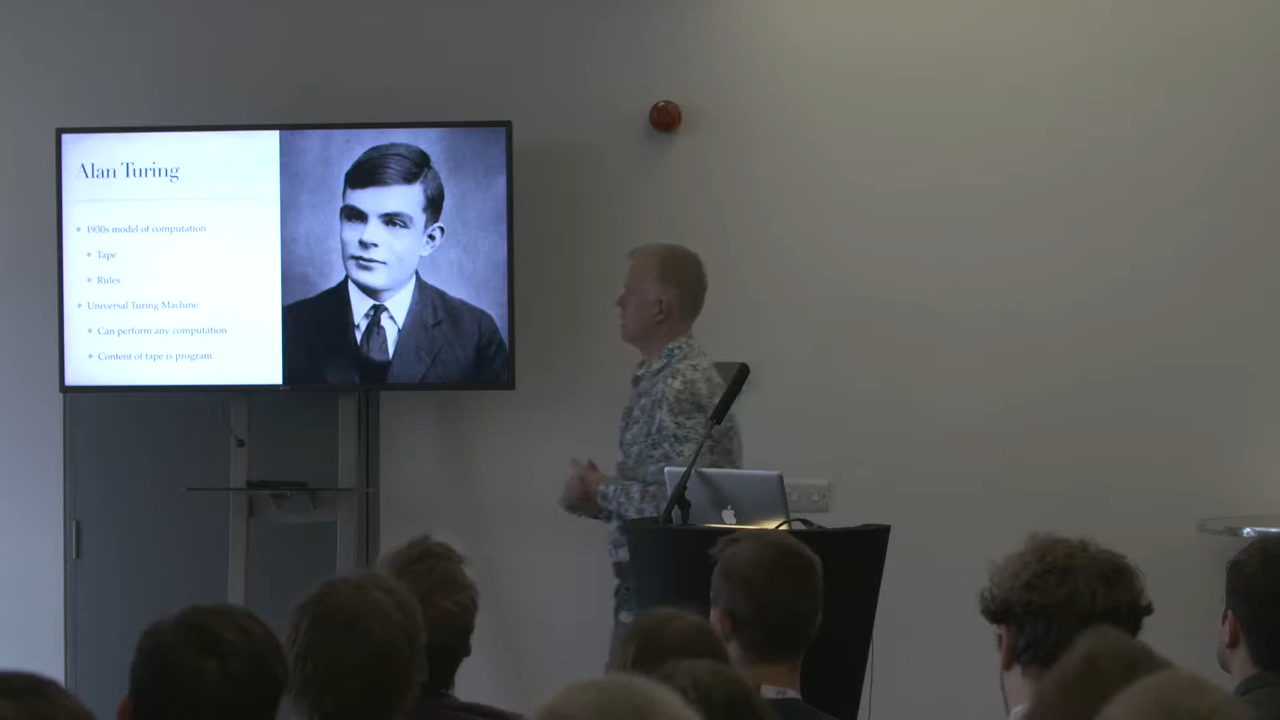 Alan Turing
1930s model of computation
Tape
Rules
Universal Turing Machine
Can perform any computation
Content of tape is program